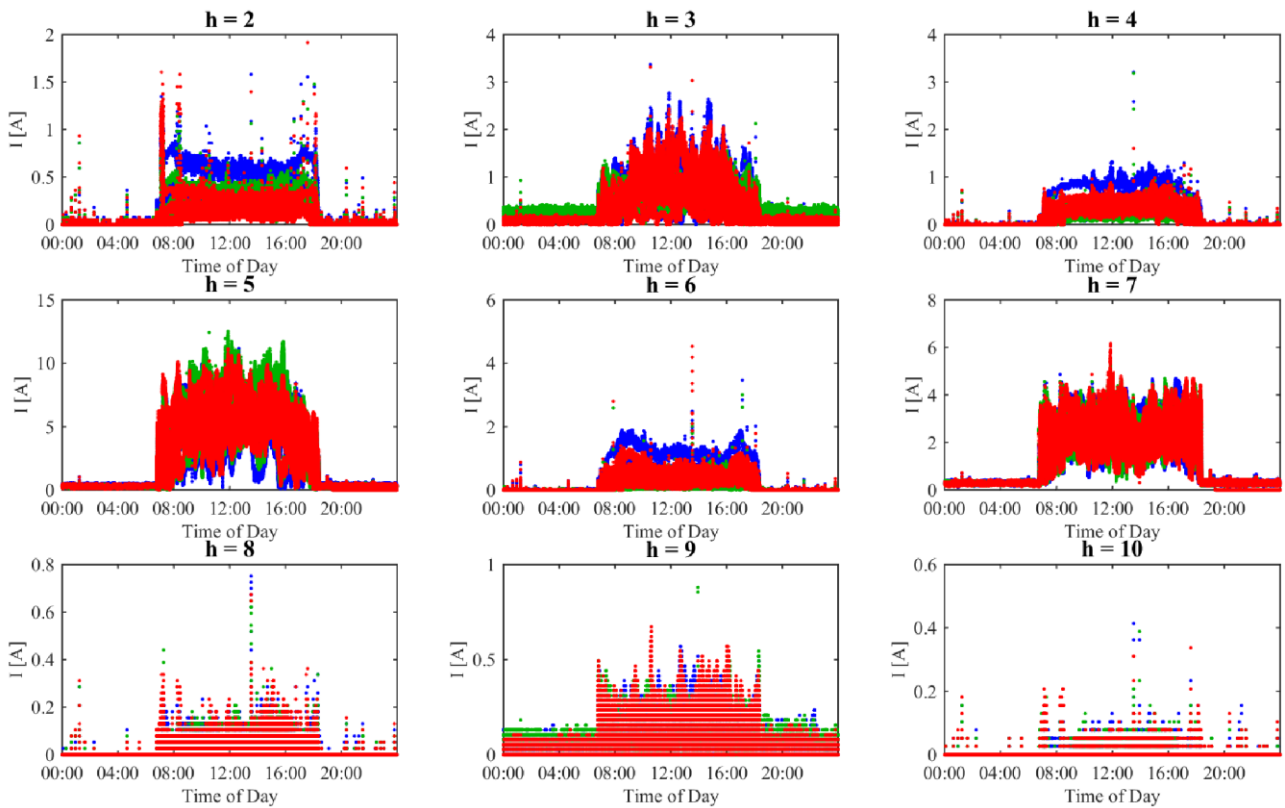 h = 2
2
1.5
1
0.5
0
I [A]
00:00 04:00 08:00 12:00 16:00 20:00
Time of Day
h = 3
4
3
2
1
0
I [A]
00:00 04:00 08:00 12:00 16:00 20:00
Time of Day
h = 4
4
3
2
1
0
I [A]
00:00 04:00 08:00 12:00 16:00 20:00
Time of Day
h = 5
15
10
5
0
I [A]
00:00 04:00 08:00 12:00 16:00 20:00
Time of Day
h = 6
6
4
2
0
I [A]
00:00 04:00 08:00 12:00 16:00 20:00
Time of Day
h = 7
8
6
4
2
0
I [A]
00:00 04:00 08:00 12:00 16:00 20:00
Time of Day
h = 8
0.8
0.6
0.4
0.2
0
I [A]
00:00 04:00 08:00 12:00 16:00 20:00
Time of Day
h = 9
1
0.5
0
I [A]
00:00 04:00 08:00 12:00 16:00 20:00
Time of Day
h = 10
0.6
0.4
0.2
0
I [A]
00:00 04:00 08:00 12:00 16:00 20:00
Time of Day